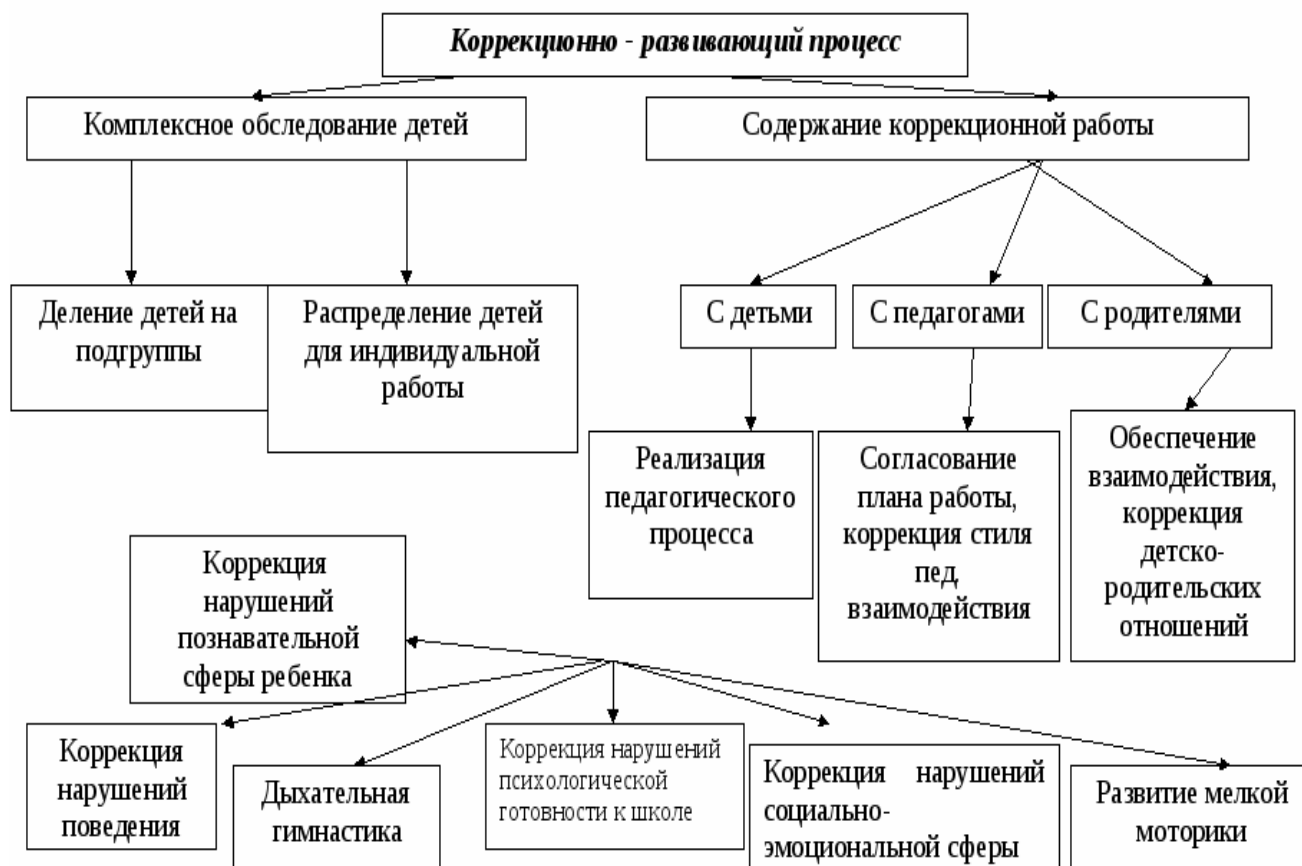 Коррекционно - развивающий процесс
Комплексное обследование детей
Содержание коррекционной работы
Деление детей на
подгруппы
Распределение детей
для индивидуальной
работы
С детьми
С педагогами
С родителями
Реализация
педагогического
процесса
Согласование
плана работы,
коррекция стиля
пед,
взаимодействия
Обеспечение
взаимодействия,
коррекция
детско-
родительских
отношений
Коррекция
нарушений
познавательной
сферы ребенка
Коррекция
нарушений
поведения
Дыхательная
гимнастика
Коррекция нарушений
психологической
готовности к школе
Коррекция нарушений
социально-
эмоциональной сферы
Развитие мелкой
моторики